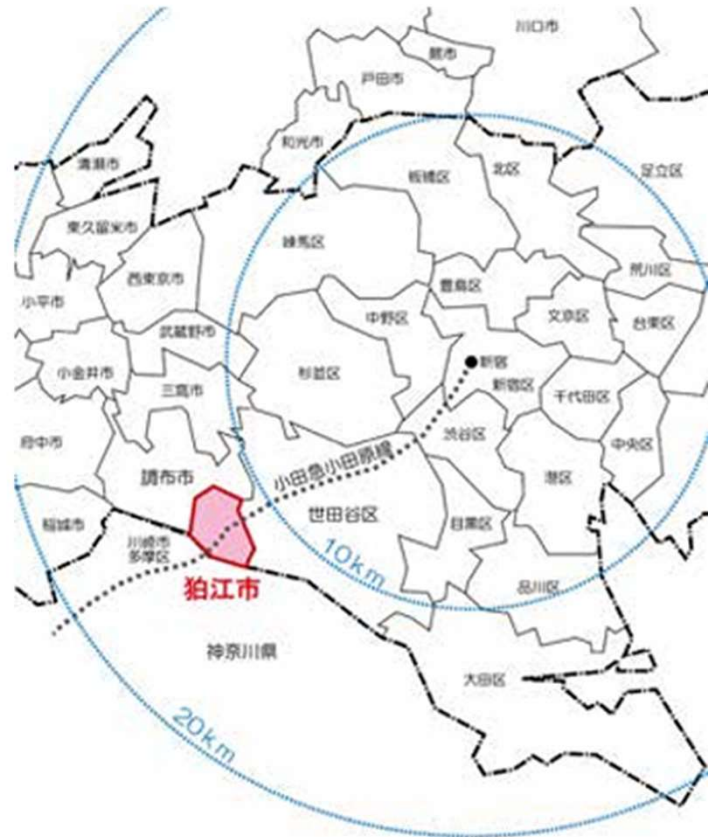 川口市
蕨市
戸田市
和光市
清瀬市
板橋区
北区
足立区
東久留米市
練馬区
荒川区
西東京市
豊島区
小平市
文京区
台東区
武蔵野市
中野区
新宿
小金井市
杉並区
新宿区
千代田区
三鷹市
府中市
渋谷区
中央区
調布市
小田急小田原線
港区
世田谷区
稲城市
川崎市
多摩区
目黒区
10km
狛江市
品川区
神奈川県
大田区
20km